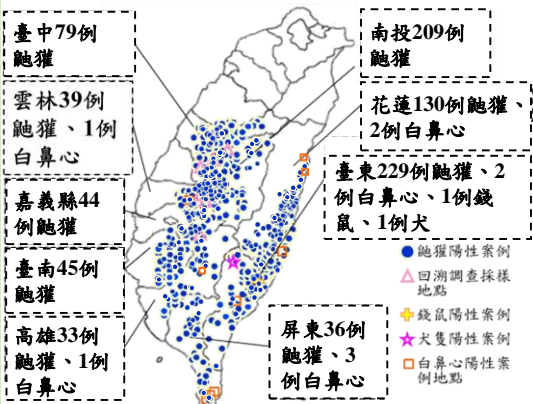 臺中79例
鼬獾
南投209例
鼬獾
雲林39例
鼬獾、1例
白鼻心
花蓮130例鼬獾、
2例白鼻心
臺東229例鼬獾、2
例白鼻心、1例錢
鼠、1例犬
嘉義縣44
例鼬獾
臺南45例
鼬獾
高雄33例
鼬獾、1例
白鼻心
屏東36例
鼬獾、3
例白鼻心
鼬獾陽性案例
回溯調查採樣
地點
錢鼠陽性案例
犬隻陽性案例
白鼻心陽性案
例地點